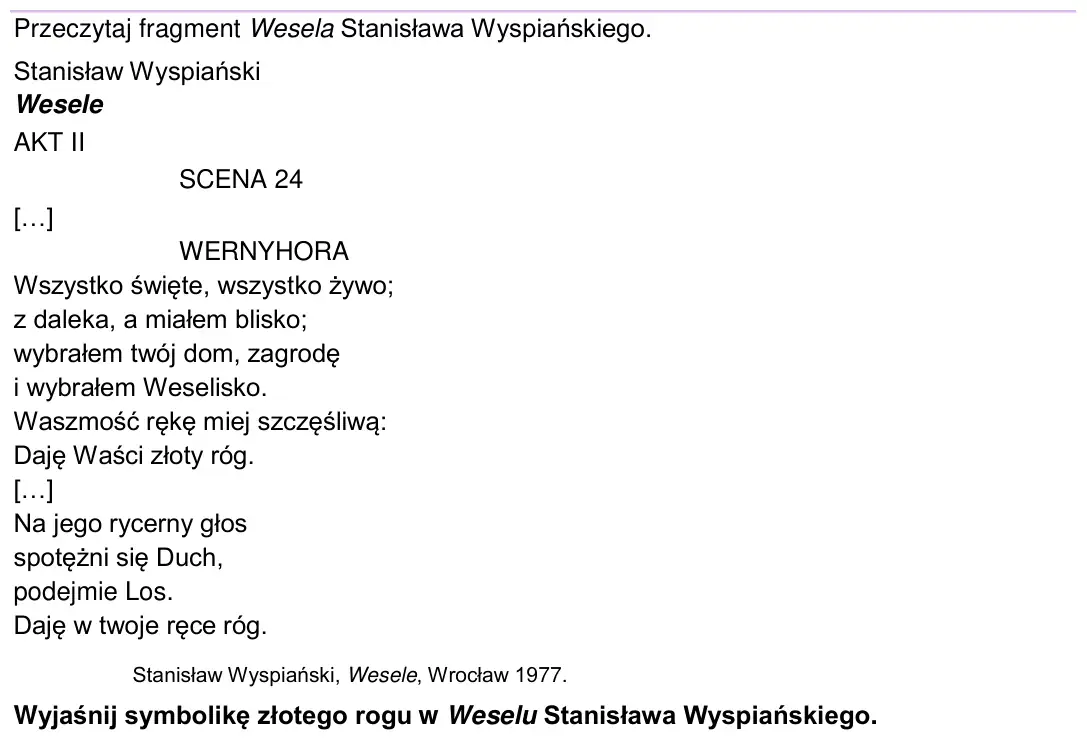 Przeczytaj fragment Wesela Stanisława Wyspiańskiego.
Stanisław Wyspiański
Wesele
AKT II
SCENA 24
[…]
WERNYHORA
Wszystko święte, wszystko żywo;
z daleka, a miałem blisko;
wybrałem twój dom, zagrodę
i wybrałem Weselisko.
Waszmość rękę miej szczęśliwą:
Daję Waści złoty róg.
[…]
Na jego rycerny głos
spotężni się Duch,
podejmie Los.
Daję w twoje ręce róg.
Stanisław Wyspiański, Wesele, Wrocław 1977.
Wyjaśnij symbolikę złotego rogu w Weselu Stanisława Wyspiańskiego.